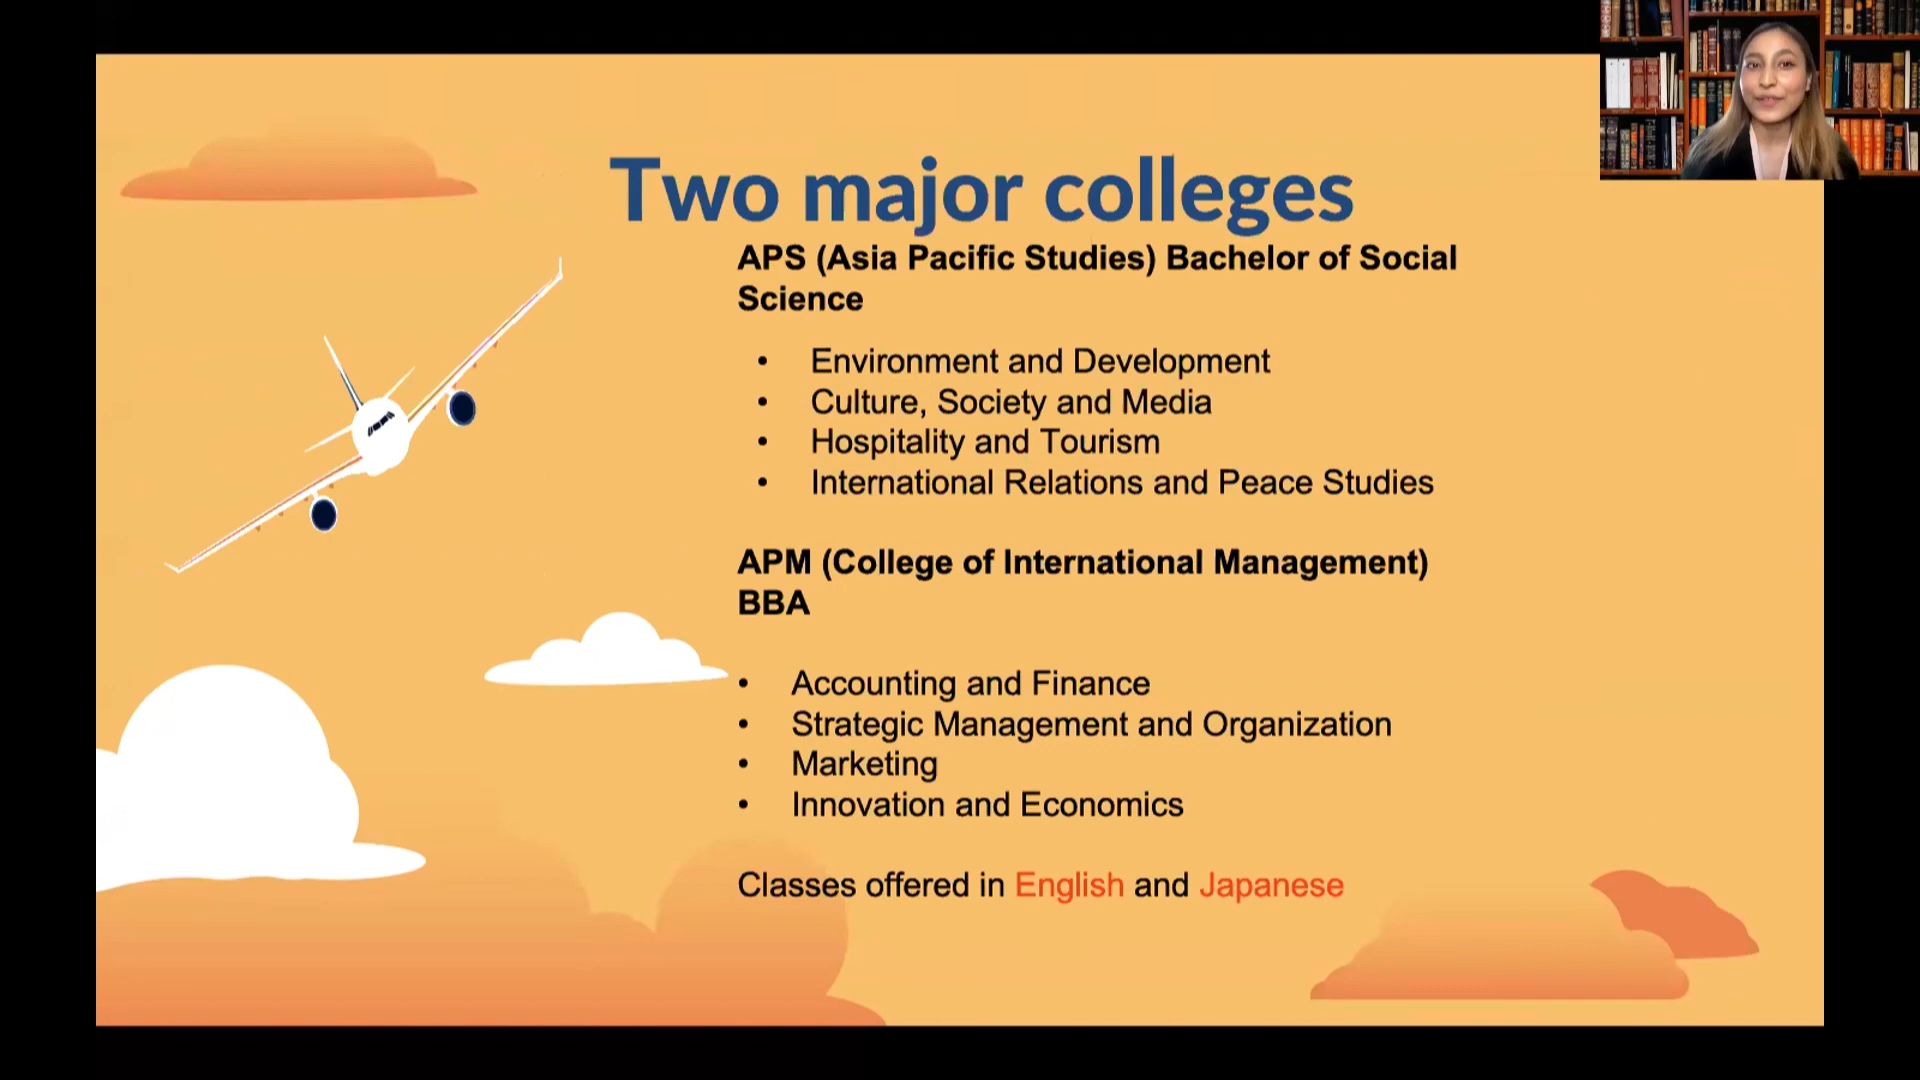 Two major colleges
APS (Asia Pacific Studies) Bachelor of Social
Science
• Environment and Development
• Culture, Society and Media
• Hospitality and Tourism
• International Relations and Peace Studies
APM (College of International Management)
BBA
• Accounting and Finance
• Strategic Management and Organization
• Marketing
• Innovation and Economics
Classes offered in English and Japanese